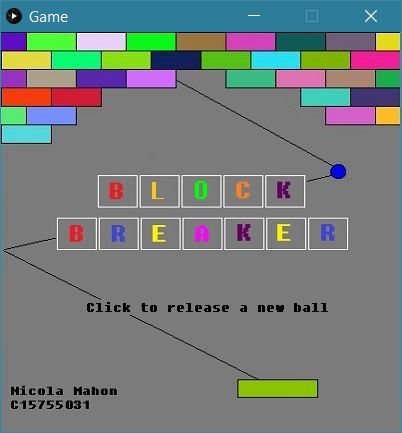 Game
BLOCK
BREAKER
Click to release a new ball
Nicola Mahon
C15755031